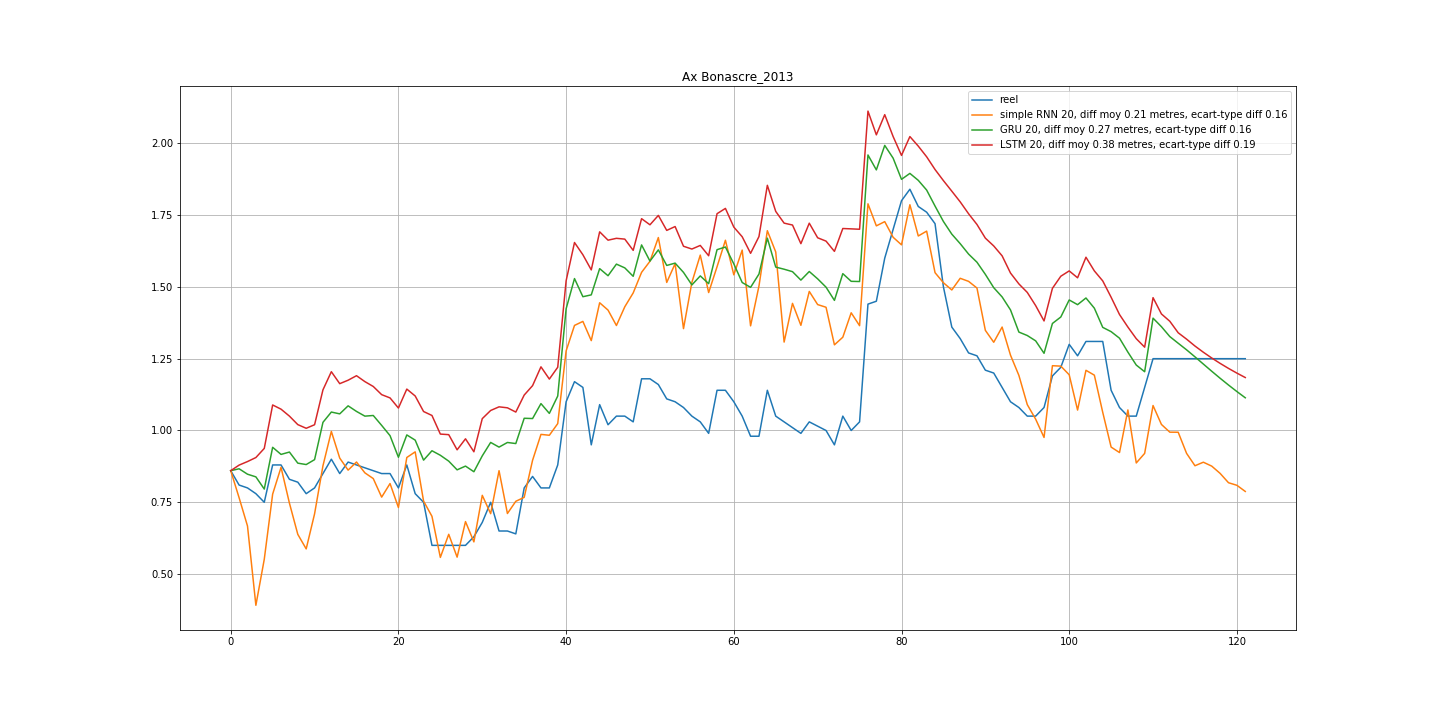 Ax Bonascre_2013
reel
simple RNN 20, diff moy 0.21 metres, ecart-type diff 0.16
GRU 20, diff moy 0.27 metres, ecart-type diff 0.16
LSTM 20, diff moy 0.38 metres, ecart-type diff 0.19
2.00
1.75
1.50
1.25
1.00
0.75
0.50
0 20 40 60 80 100 120